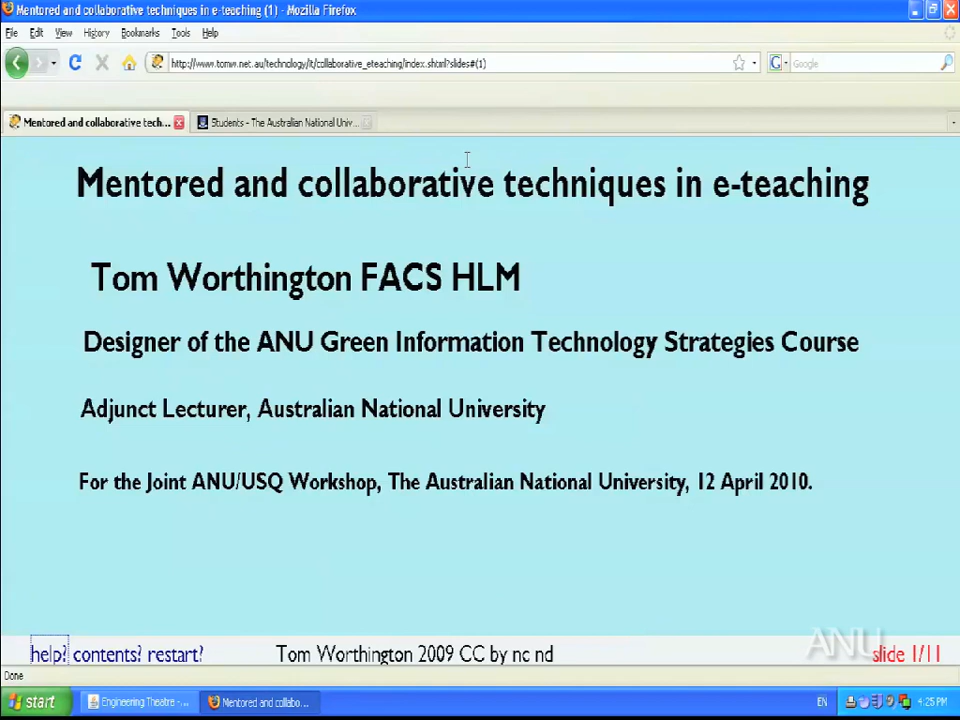 Mentored and collaborative techniques in e-teaching (1) - Mozilla Firefox
File Edit View History Bookmarks Tools Help
http://www.tomw.net.au/technology/it/collaborative_eteaching/index.shtml?slides#(1)
G Google
Mentored and collaborative tech... Students - The Australian National Univ...
Mentored and collaborative techniques in e-teaching
Tom Worthington FACS HLM
Designer of the ANU Green Information Technology Strategies Course
Adjunct Lecturer, Australian National University
For the Joint ANU/USQ Workshop, The Australian National University, 12 April 2010.
ANU
help? contents? restart? Tom Worthington 2009 CC by nc nd slide 1/11
Done
start Engineering Theatre -... Mentored and collabo... EN 4:25 PM